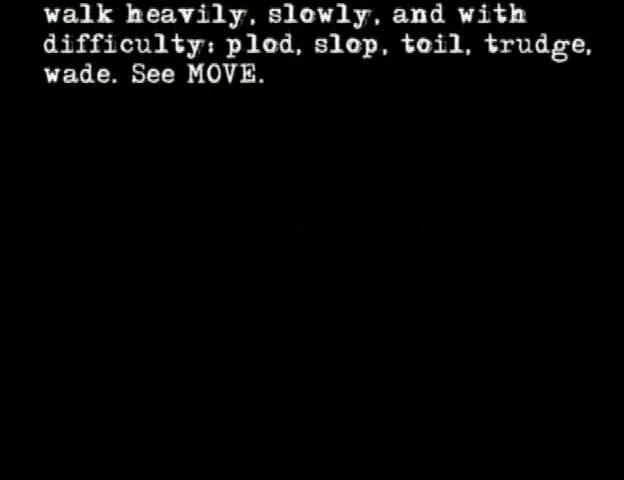 walk heavily, slowly, and with
difficulty: plod, slop, toil, trudge,
wade. See MOVE.